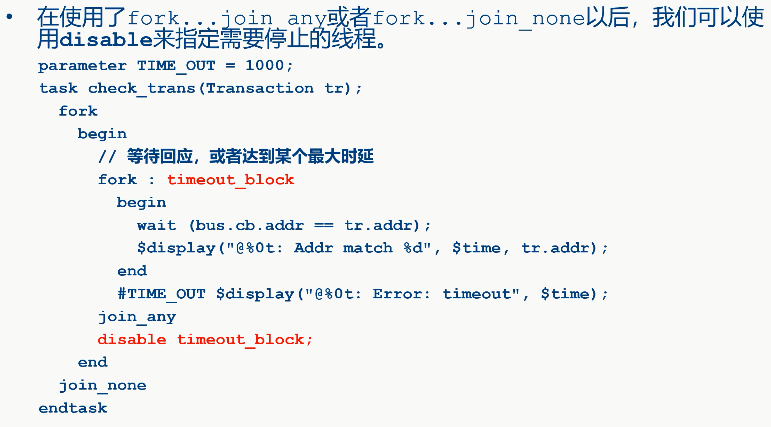 • 在使用了fork...join_any或者fork...join_none以后，我们可以使
用disable来指定需要停止的线程。
parameter TIME_OUT = 1000;
task check_trans(Transaction tr);
fork
begin
// 等待回应，或者达到某个最大时延
fork : timeout_block
begin
wait (bus.cb.addr == tr.addr);
$display("@%0t: Addr match %d", $time, tr.addr);
end
#TIME_OUT $display("@%0t: Error: timeout", $time);
join_any
disable timeout_block;
end
join_none
endtask